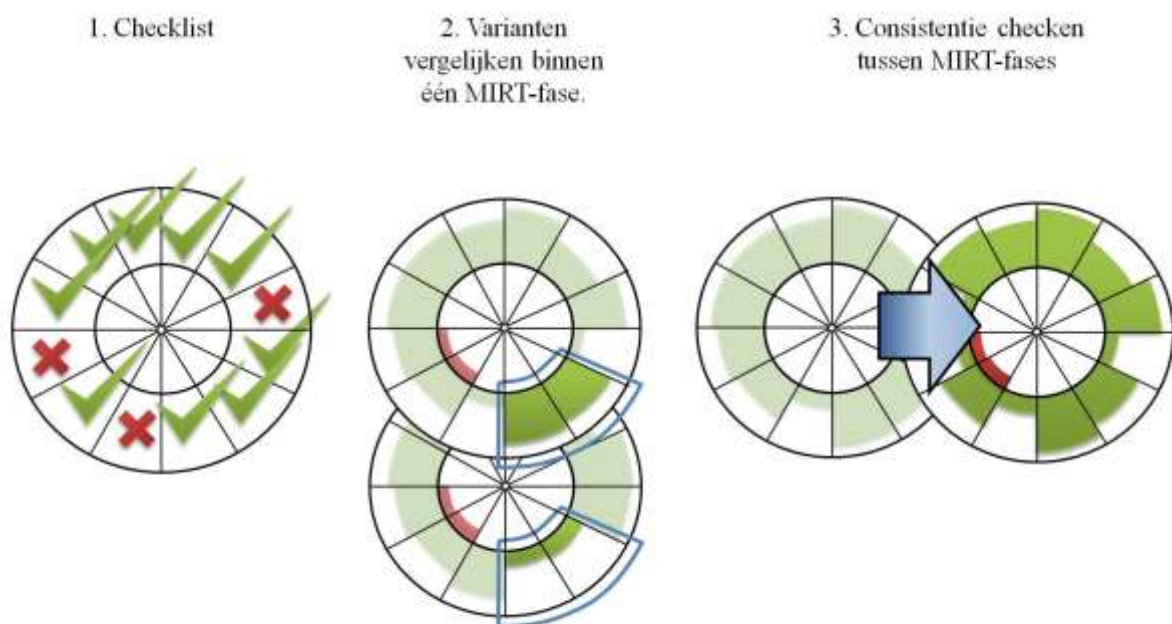 1. Checklist
2. Varianten
vergelijken binnen
één MIRT-fase.
3. Consistentie checken
tussen MIRT-fases